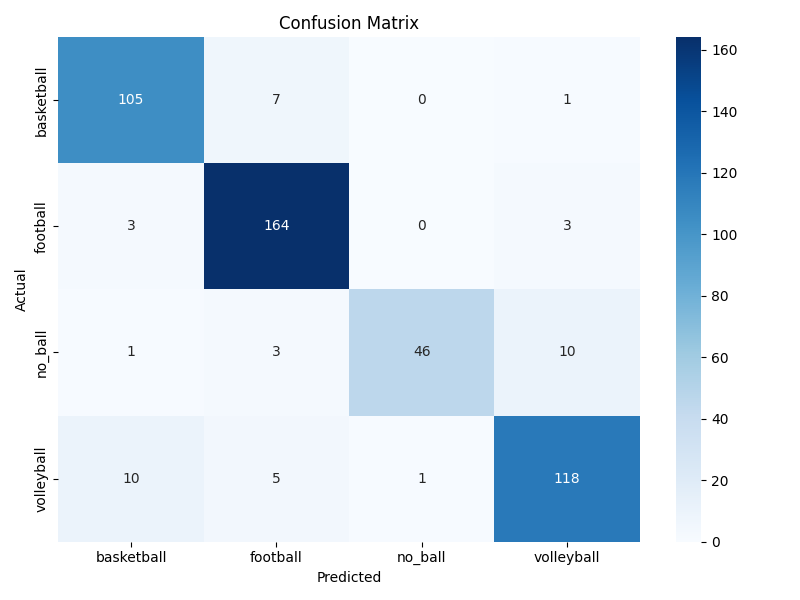 Confusion Matrix
Actual
basketball
105 7 0 1
football
3 164 0 3
no_ball
1 3 46 10
volleyball
10 5 1 118
basketball football no_ball volleyball
Predicted
160
140
120
100
80
60
40
20
0